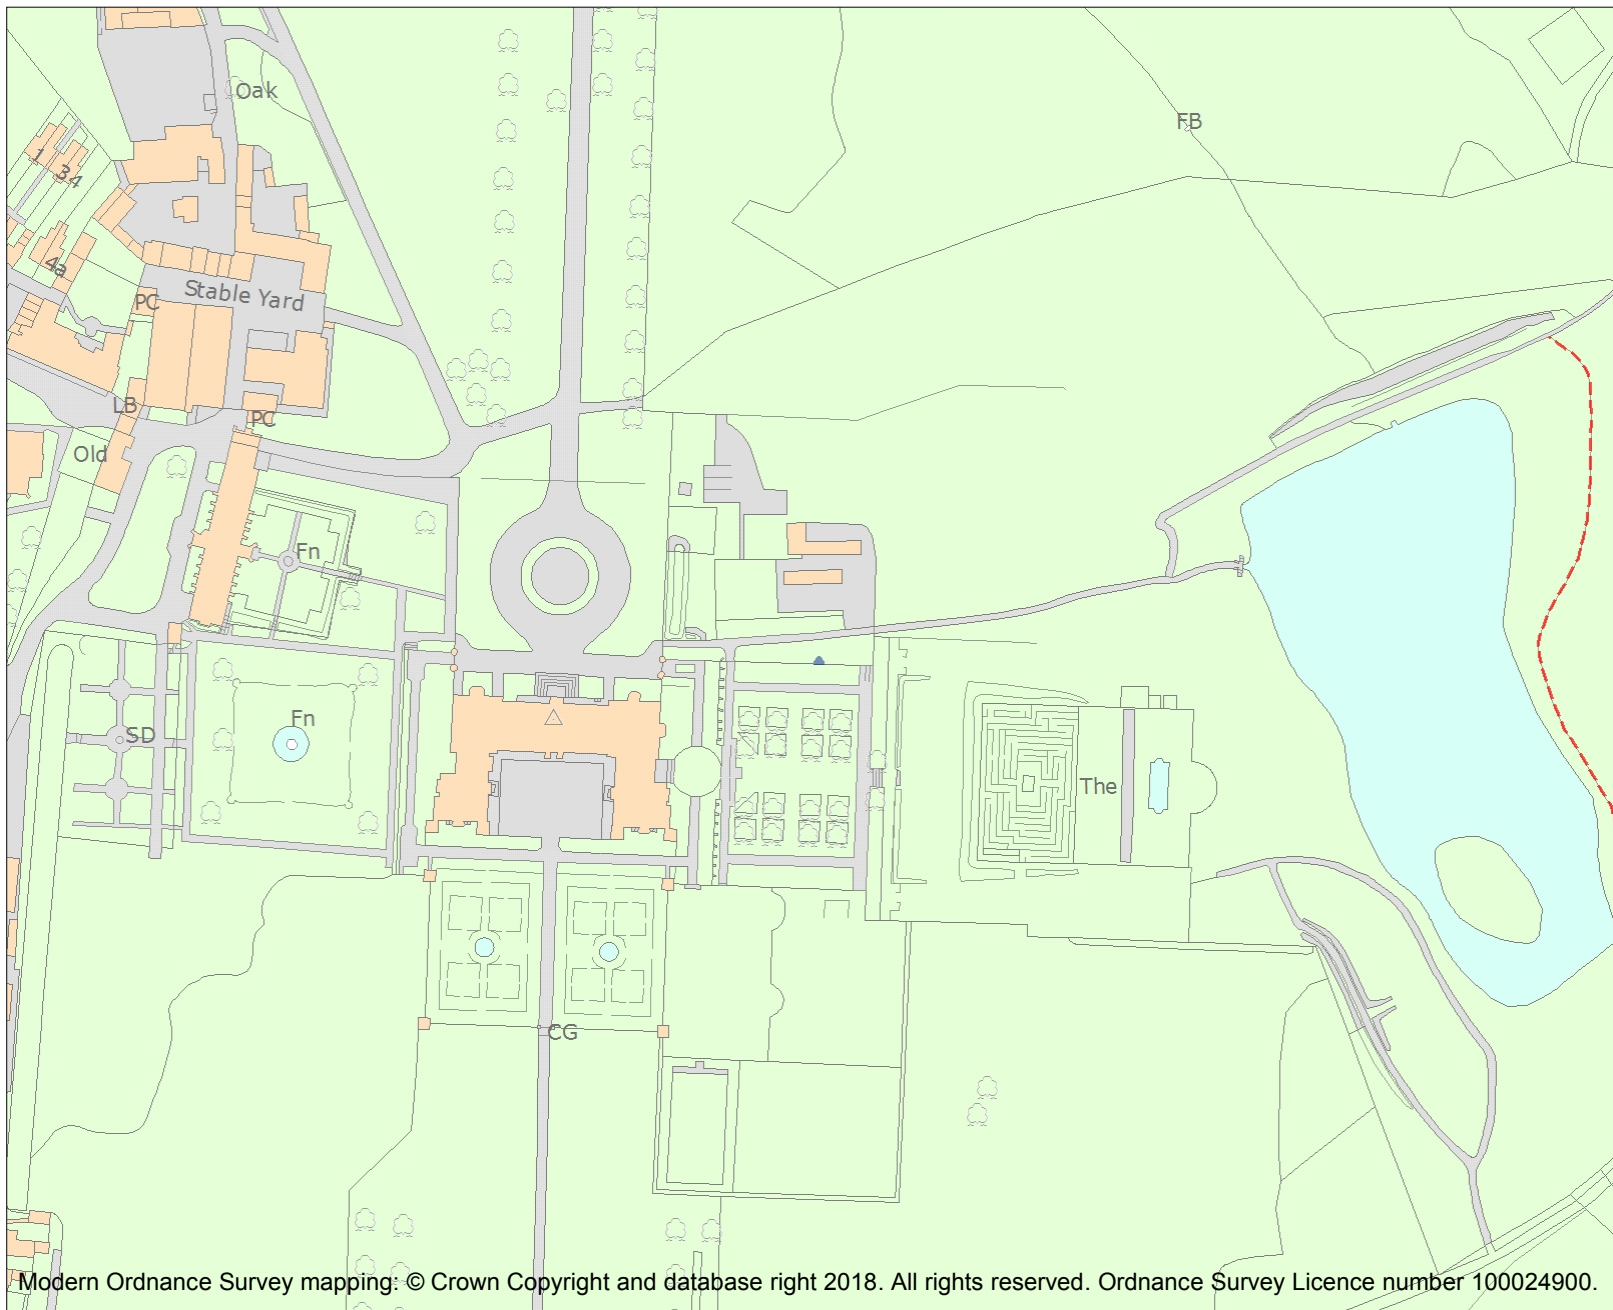 Oak
FB
1
3 4
4a
PC
Stable Yard
LB
PC
Old
Fn
Fn
SD
The
CG
Modern Ordnance Survey mapping: © Crown Copyright and database right 2018. All rights reserved. Ordnance Survey Licence number 100024900.